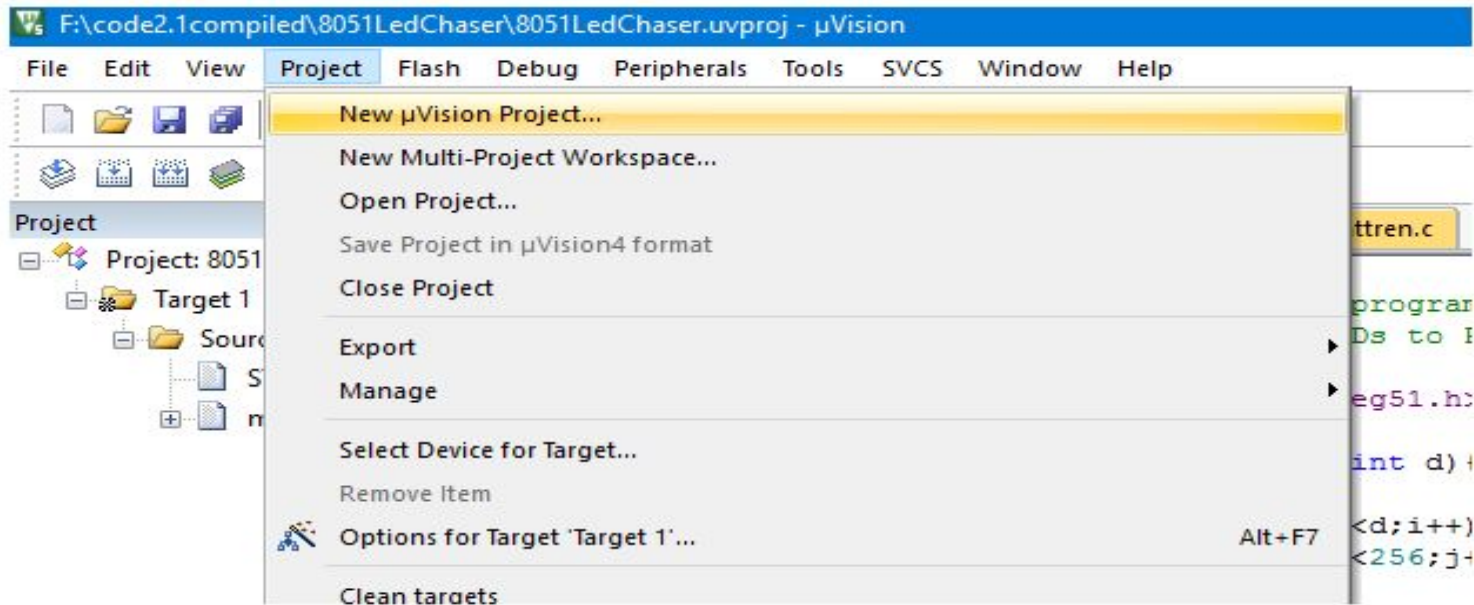 F:\code2.1compiled\8051LedChaser\8051LedChaser.uvproj - µVision
File Edit View Project Flash Debug Peripherals Tools SVCS Window Help
New µVision Project...
New Multi-Project Workspace...
Open Project...
Save Project in µVision4 format
Close Project
Export
Manage
Select Device for Target...
Remove Item
Options for Target 'Target 1'... Alt+F7
Clean targets
Project
Project: 8051
Target 1
Sour
S
m
ttren.c
program
Ds to
eg51.h>
int d){
<d;i++)
<256;j+